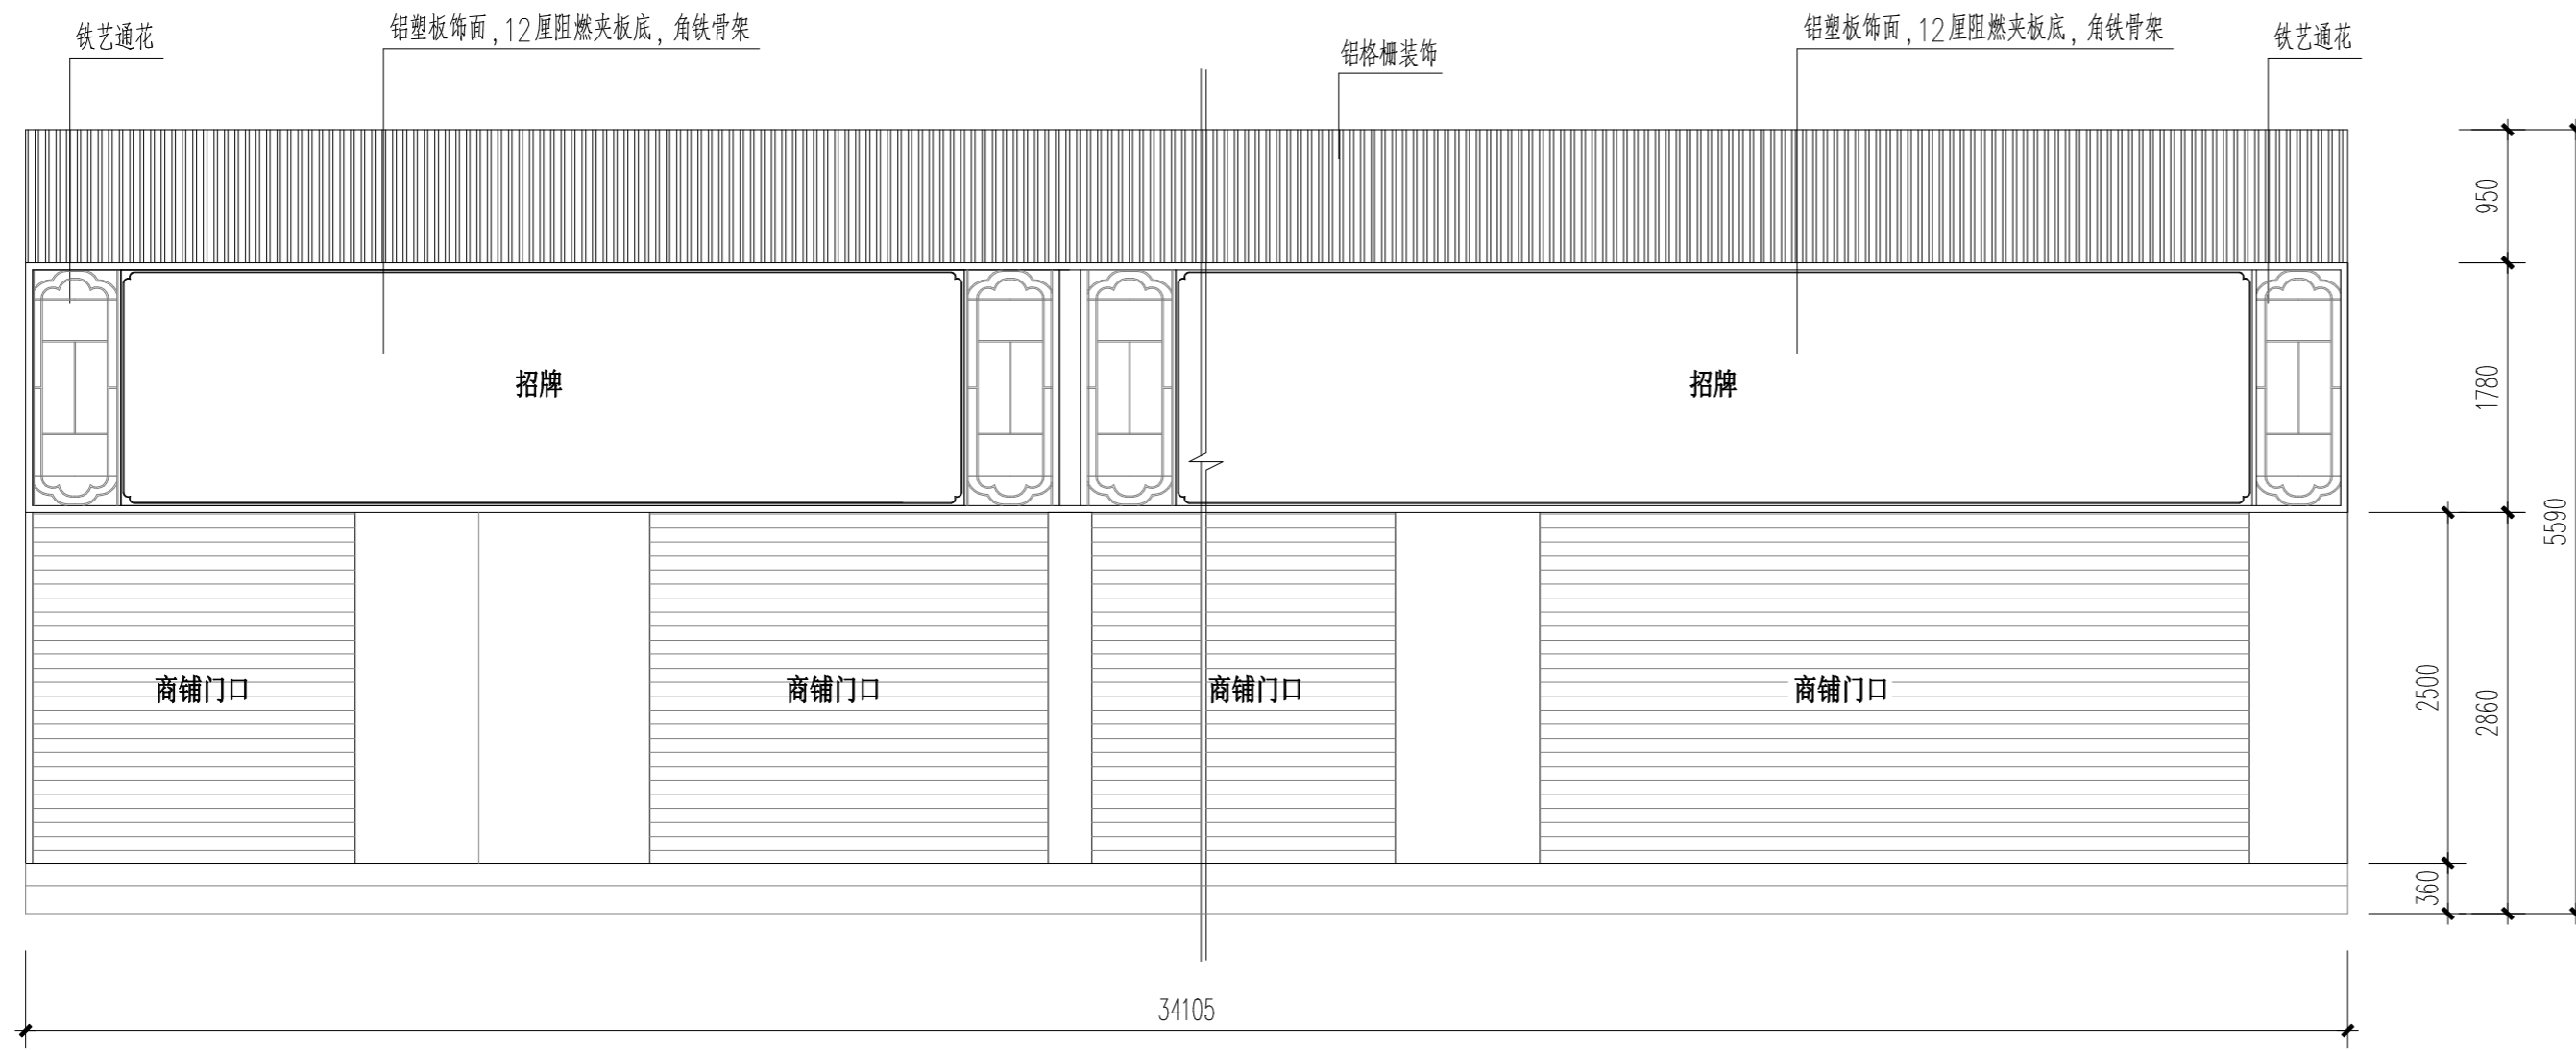 铁艺通花
铝塑板饰面,12厘阻燃夹板底,角铁骨架
铝格栅装饰
铝塑板饰面,12厘阻燃夹板底,角铁骨架
铁艺通花
950
招牌
招牌
1780
5590
商铺门口
商铺门口
商铺门口
商铺门口
2500
2860
360
34105